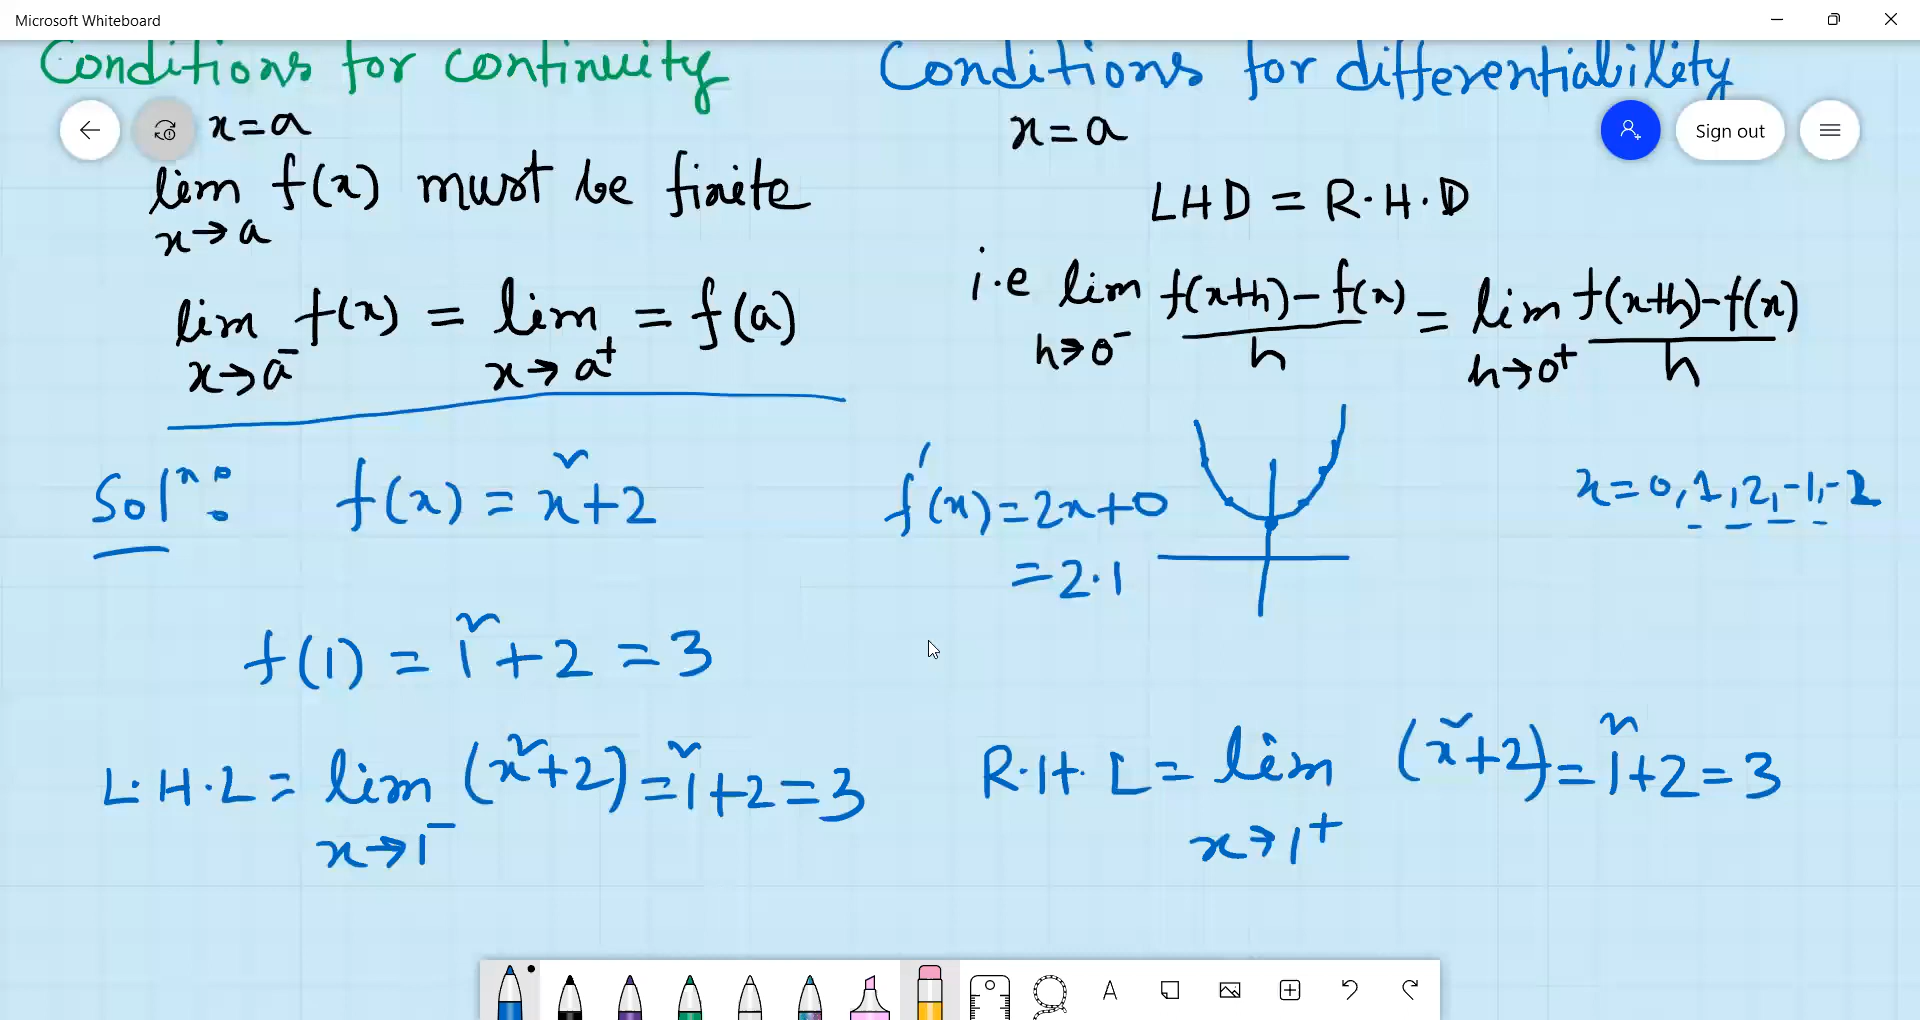 Microsoft Whiteboard
Conditions for continuity
x=a
lim f(x) must be finite
x→a
lim f(x) = lim = f(a)
x→a⁻ x→a⁺
Conditions for differentiability
Sign out
x=a
LHD = R.H.D
i.e lim f(x+h)-f(x)/h = lim f(x+h)-f(x)/h
h→0⁻ h→0⁺
Solⁿ: f(x) = x²+2
f'(x)=2x+0
=2.1
x=0,1,2,-1,-2
f(1) = 1²+2 =3
L.H.L= lim (x²+2)=1²+2=3
x→1⁻
R.H.L= lim (x²+2)=1²+2=3
x→1⁺
A